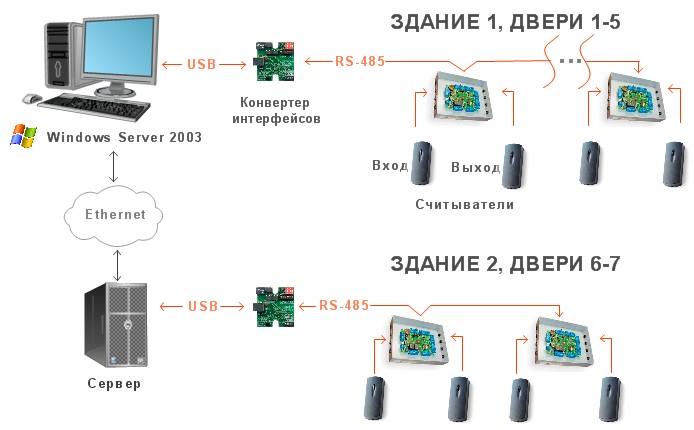 ЗДАНИЕ 1, ДВЕРИ 1-5
USB
RS-485
Конвертер
интерфейсов
Windows Server 2003
Вход
Выход
Считыватели
Ethernet
ЗДАНИЕ 2, ДВЕРИ 6-7
USB
RS-485
Сервер